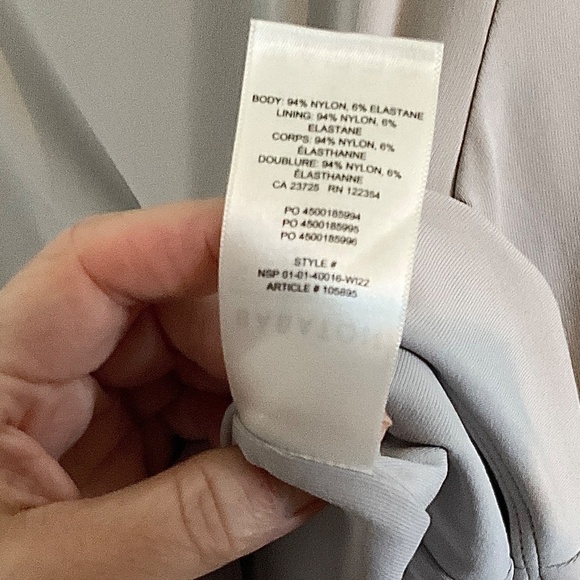 BODY: 94% NYLON, 6% ELASTANE
LINING: 94% NYLON, 6%
ELASTANE
CORPS: 94% NYLON, 6%
ÉLASTHANNE
DOUBLURE: 94% NYLON, 6%
ÉLASTHANNE
CA 23725 RN 122354
PO 4500185994
PO 4500185995
PO 4500185996
STYLE #
NSP 01-01-40016-W122
ARTICLE # 105895